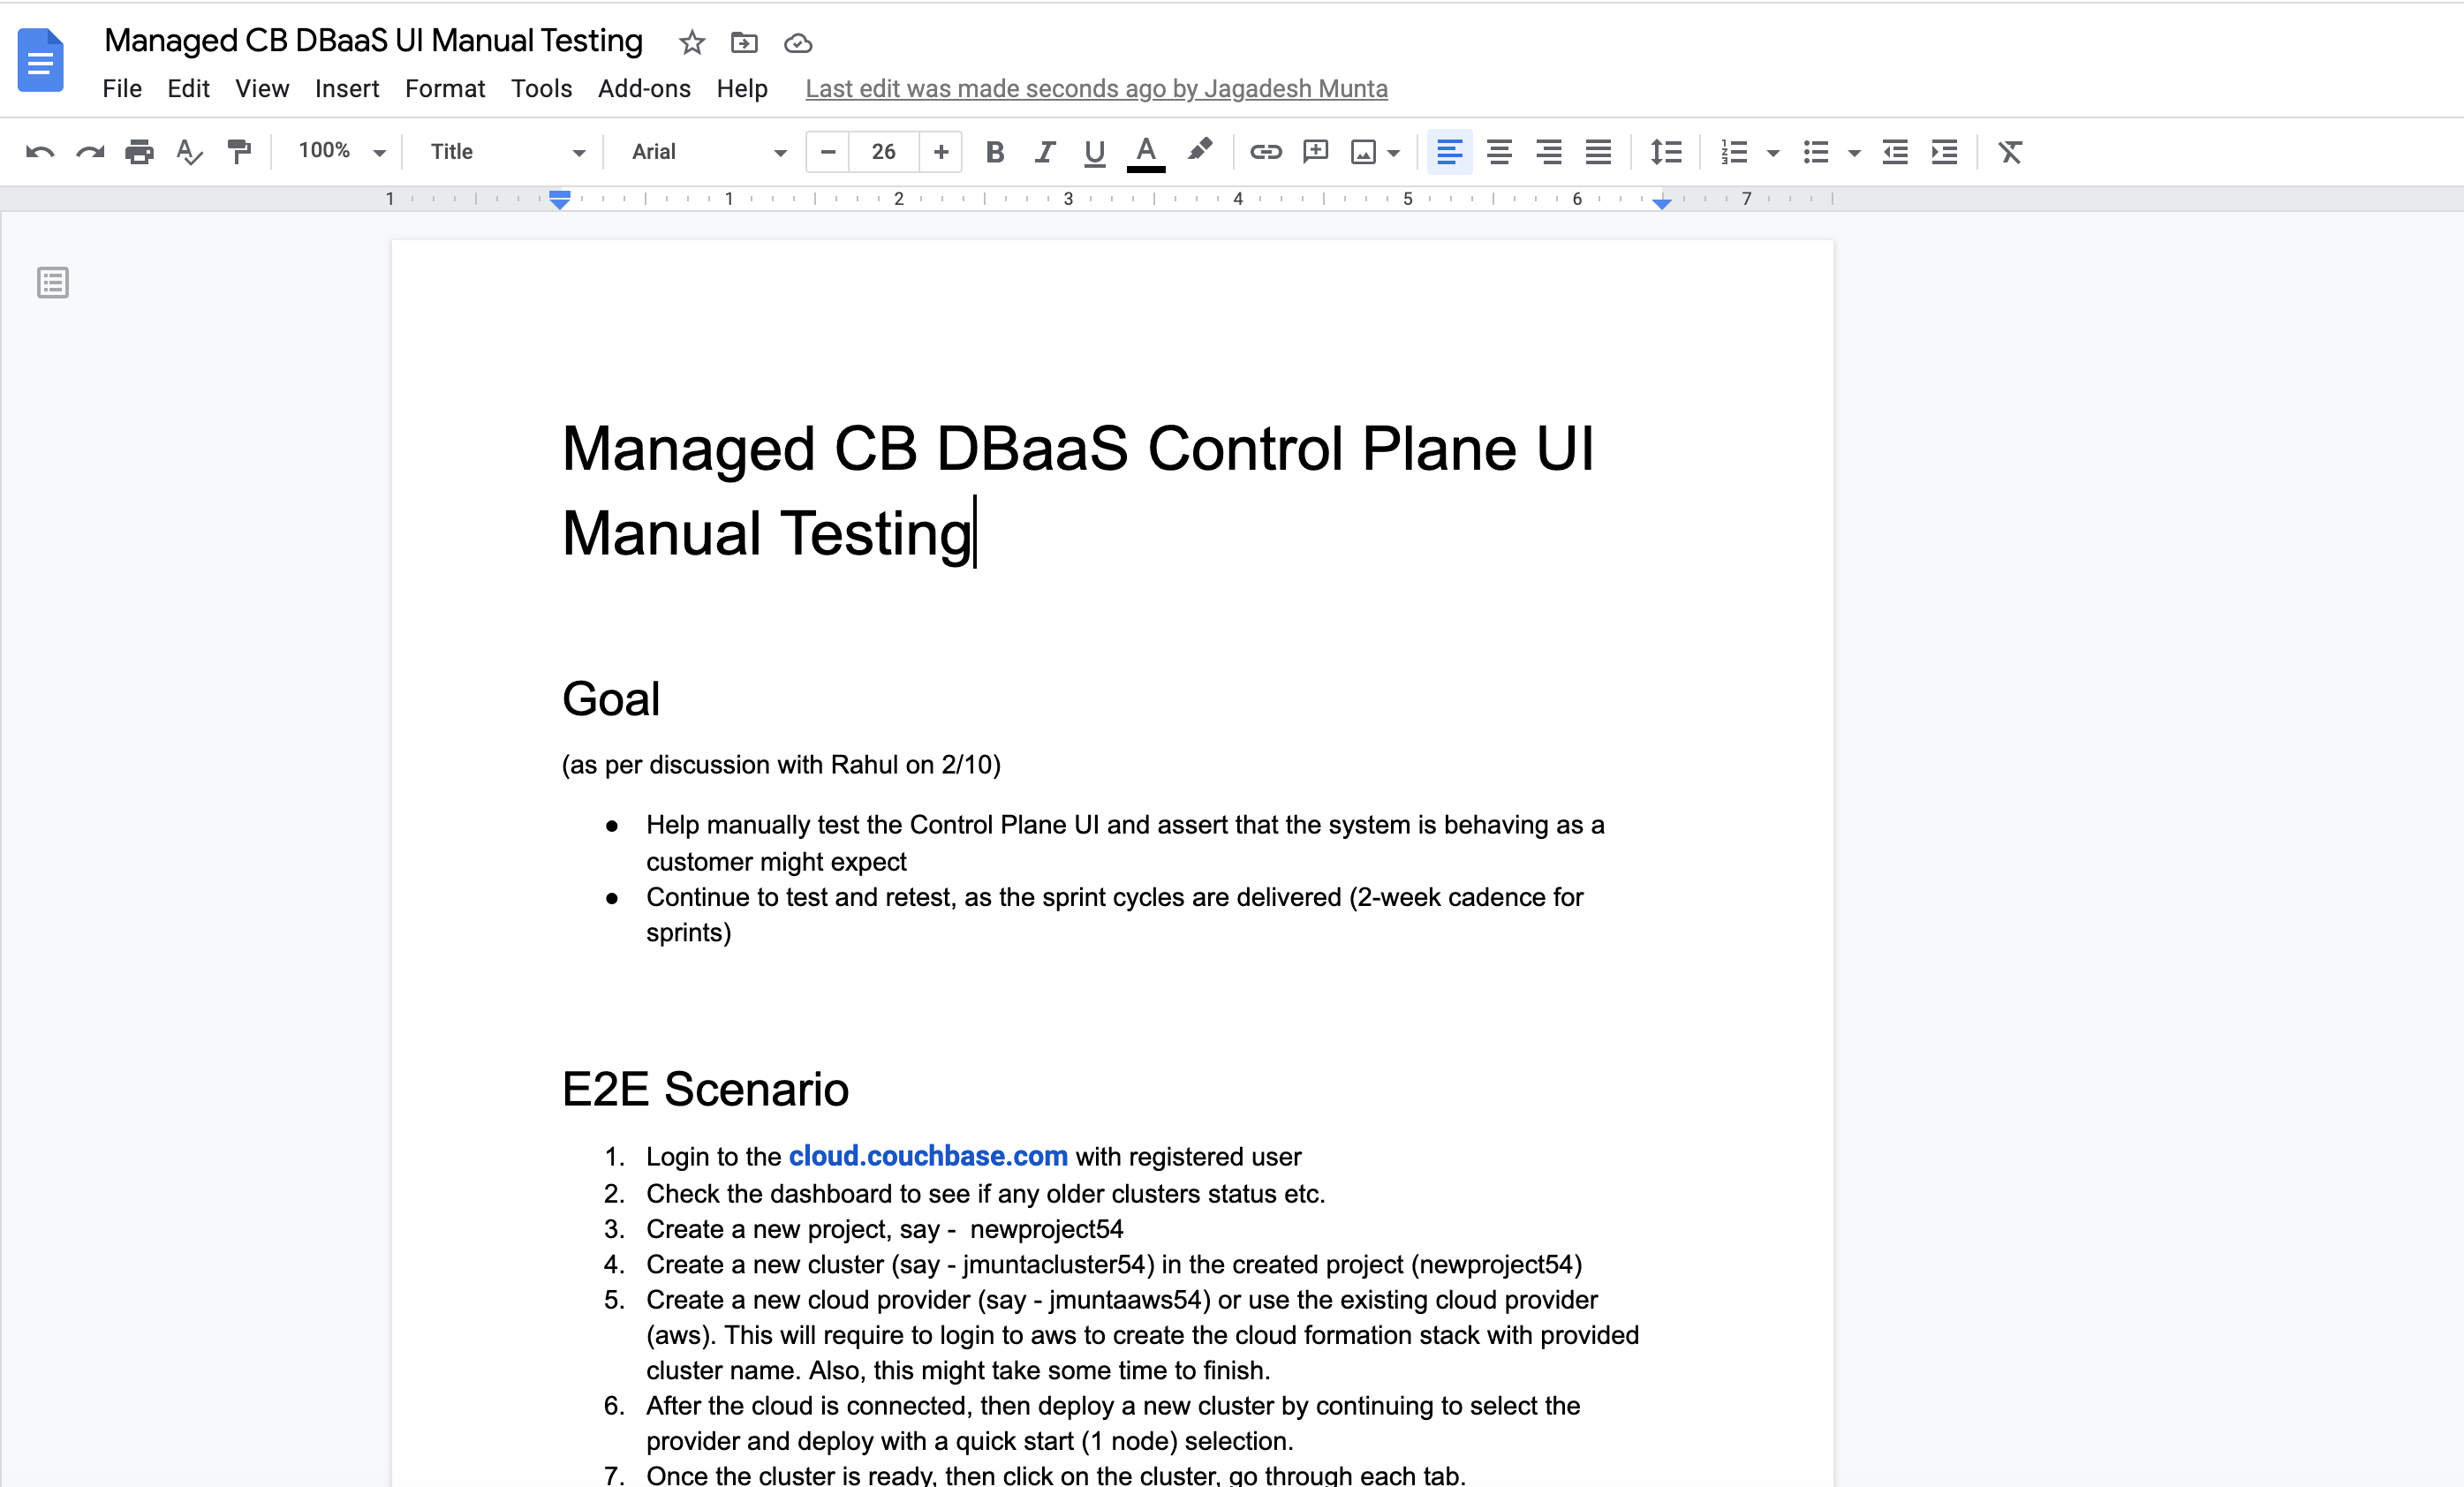 Managed CB DBaaS UI Manual Testing
File Edit View Insert Format Tools Add-ons Help Last edit was made seconds ago by Jagadesh Munta
100% Title Arial 26 B I U A
1 1 2 3 4 5 6 7
Managed CB DBaaS Control Plane UI
Manual Testing
Goal
(as per discussion with Rahul on 2/10)
● Help manually test the Control Plane UI and assert that the system is behaving as a
customer might expect
● Continue to test and retest, as the sprint cycles are delivered (2-week cadence for
sprints)
E2E Scenario
1. Login to the cloud.couchbase.com with registered user
2. Check the dashboard to see if any older clusters status etc.
3. Create a new project, say -  newproject54
4. Create a new cluster (say - jmuntacluster54) in the created project (newproject54)
5. Create a new cloud provider (say - jmuntaaws54) or use the existing cloud provider
(aws). This will require to login to aws to create the cloud formation stack with provided
cluster name. Also, this might take some time to finish.
6. After the cloud is connected, then deploy a new cluster by continuing to select the
provider and deploy with a quick start (1 node) selection.
7. Once the cluster is ready, then click on the cluster, go through each tab.